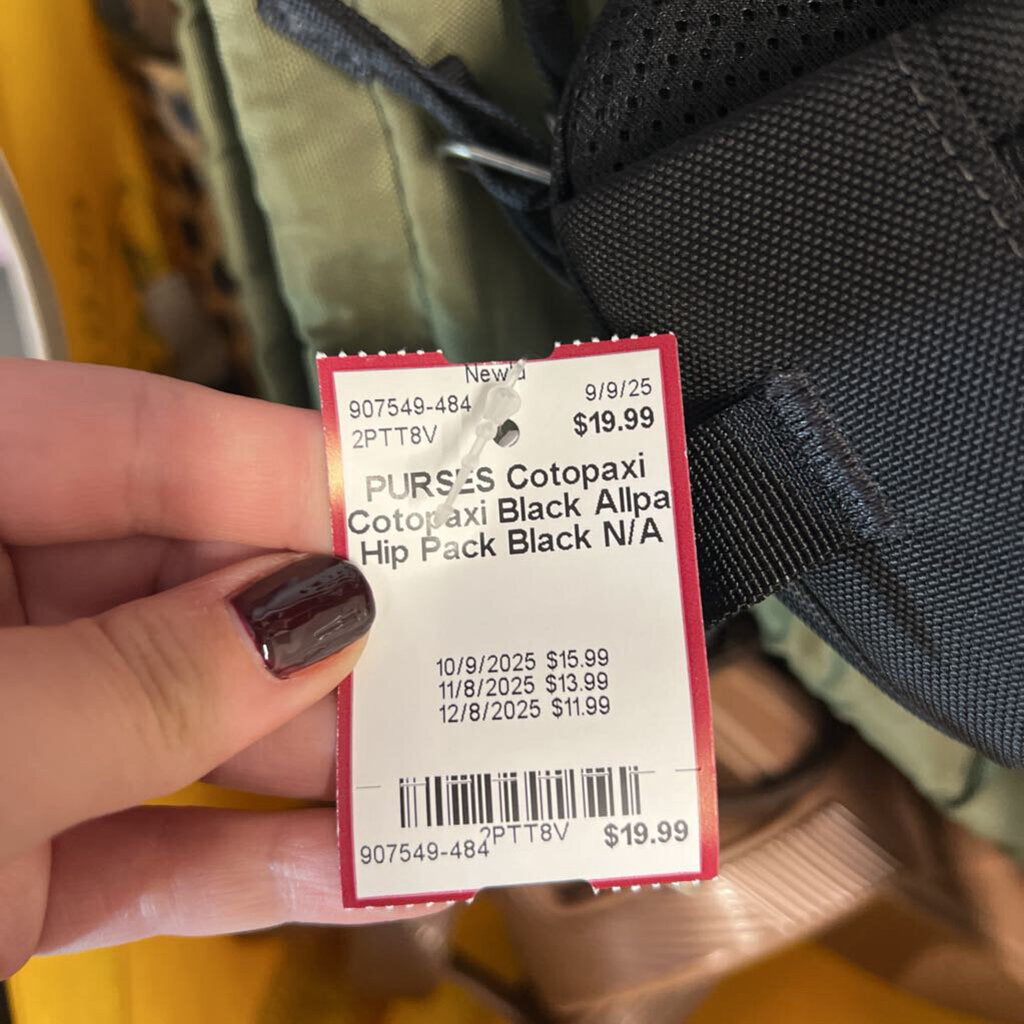 907549-484 9/9/25
2PTT8V $19.99
PURSES Cotopaxi
Cotopaxi Black Allpa
Hip Pack Black N/A
10/9/2025 $15.99
11/8/2025 $13.99
12/8/2025 $11.99
2PTT8V $19.99
907549-484